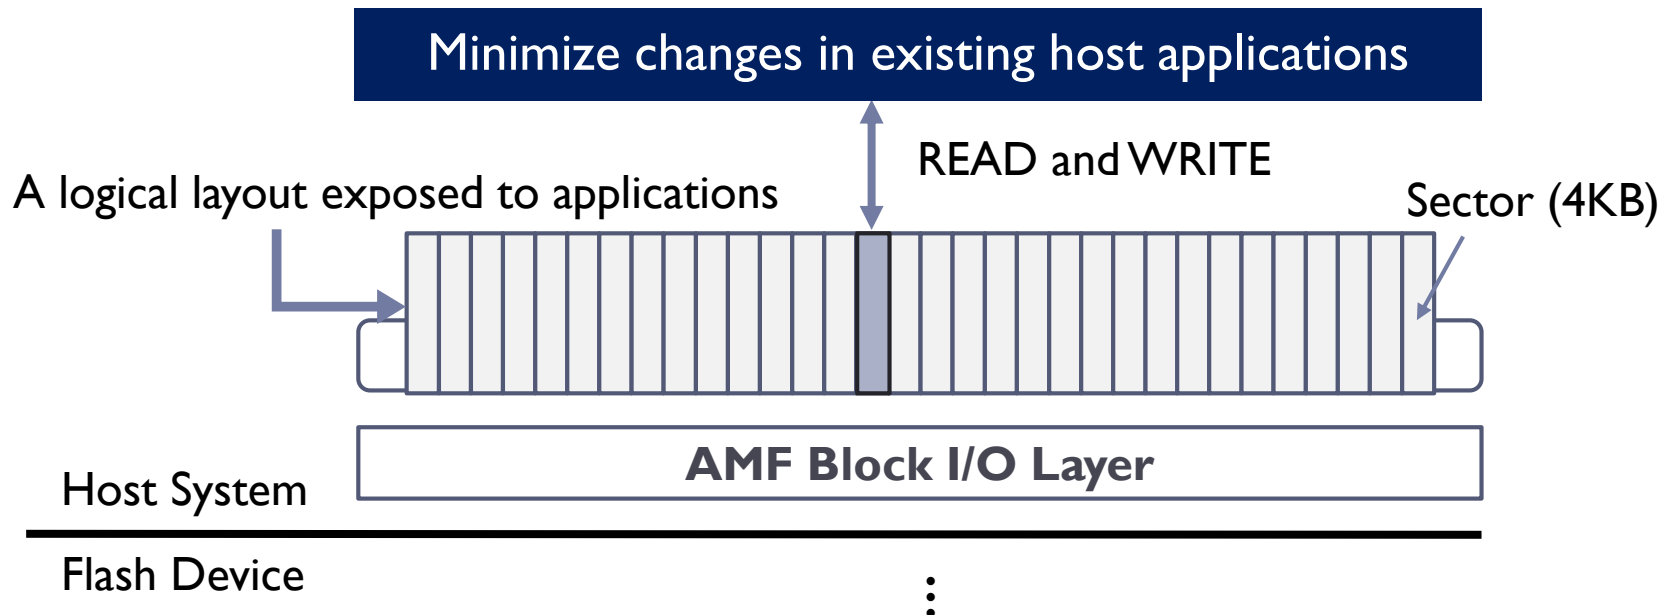 Minimize changes in existing host applications
READ and WRITE
A logical layout exposed to applications
Sector (4KB)
AMF Block I/O Layer
Host System
Flash Device